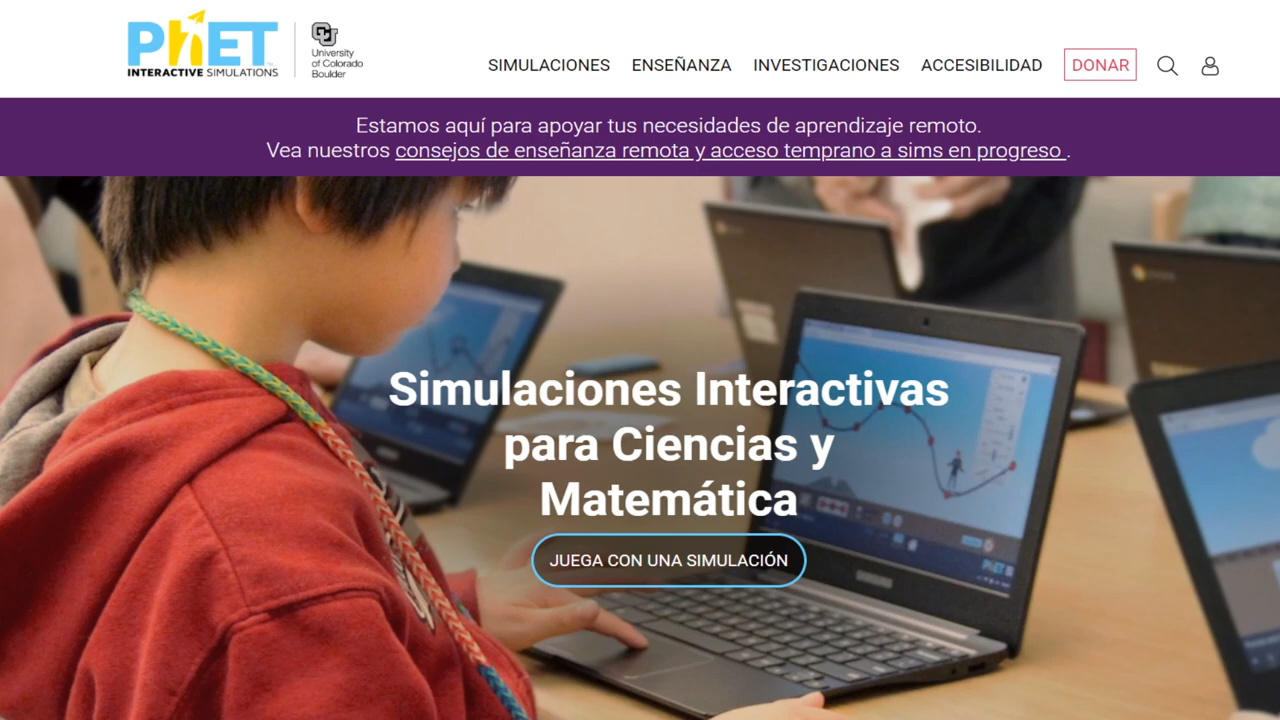 PhET
INTERACTIVE SIMULATIONS
University
of Colorado
Boulder
SIMULACIONES
ENSEÑANZA
INVESTIGACIONES
ACCESIBILIDAD
DONAR
Estamos aquí para apoyar tus necesidades de aprendizaje remoto.
Vea nuestros consejos de enseñanza remota y acceso temprano a sims en progreso .
Simulaciones Interactivas
para Ciencias y
Matemática
JUEGA CON UNA SIMULACIÓN
PhET